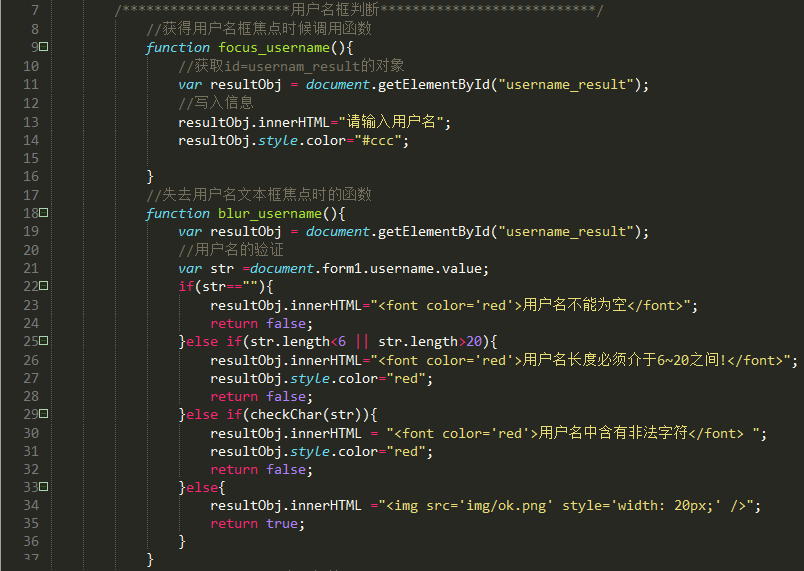 7 /*********************用户名框判断***************************/
8 //获得用户名框焦点时候调用函数
9 function focus_username(){
10 //获取id=usernam_result的对象
11 var resultObj = document.getElementById("username_result");
12 //写入信息
13 resultObj.innerHTML="请输入用户名";
14 resultObj.style.color="#ccc";
15
16 }
17 //失去用户名文本框焦点时的函数
18 function blur_username(){
19 var resultObj = document.getElementById("username_result");
20 //用户名的验证
21 var str =document.form1.username.value;
22 if(str==""){
23 resultObj.innerHTML="<font color='red'>用户名不能为空</font>";
24 return false;
25 }else if(str.length<6 || str.length>20){
26 resultObj.innerHTML="<font color='red'>用户名长度必须介于6~20之间!</font>";
27 resultObj.style.color="red";
28 return false;
29 }else if(checkChar(str)){
30 resultObj.innerHTML = "<font color='red'>用户名中含有非法字符</font> ";
31 resultObj.style.color="red";
32 return false;
33 }else{
34 resultObj.innerHTML ="<img src='img/ok.png' style='width: 20px;' />";
35 return true;
36 }
37 }